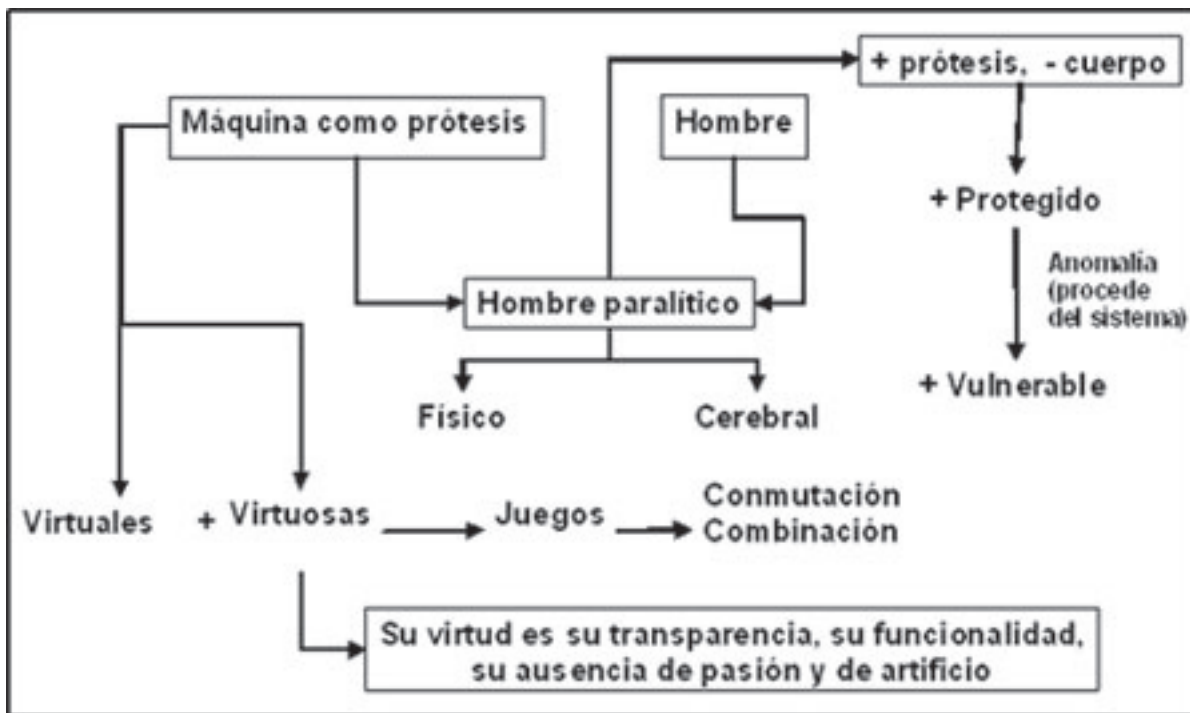 + prótesis, - cuerpo
Máquina como prótesis
Hombre
+ Protegido
Anomalía
(procede
del sistema)
Hombre paralítico
+ Vulnerable
Físico
Cerebral
Virtuales + Virtuosas
Juegos
Conmutación
Combinación
Su virtud es su transparencia, su funcionalidad,
su ausencia de pasión y de artificio